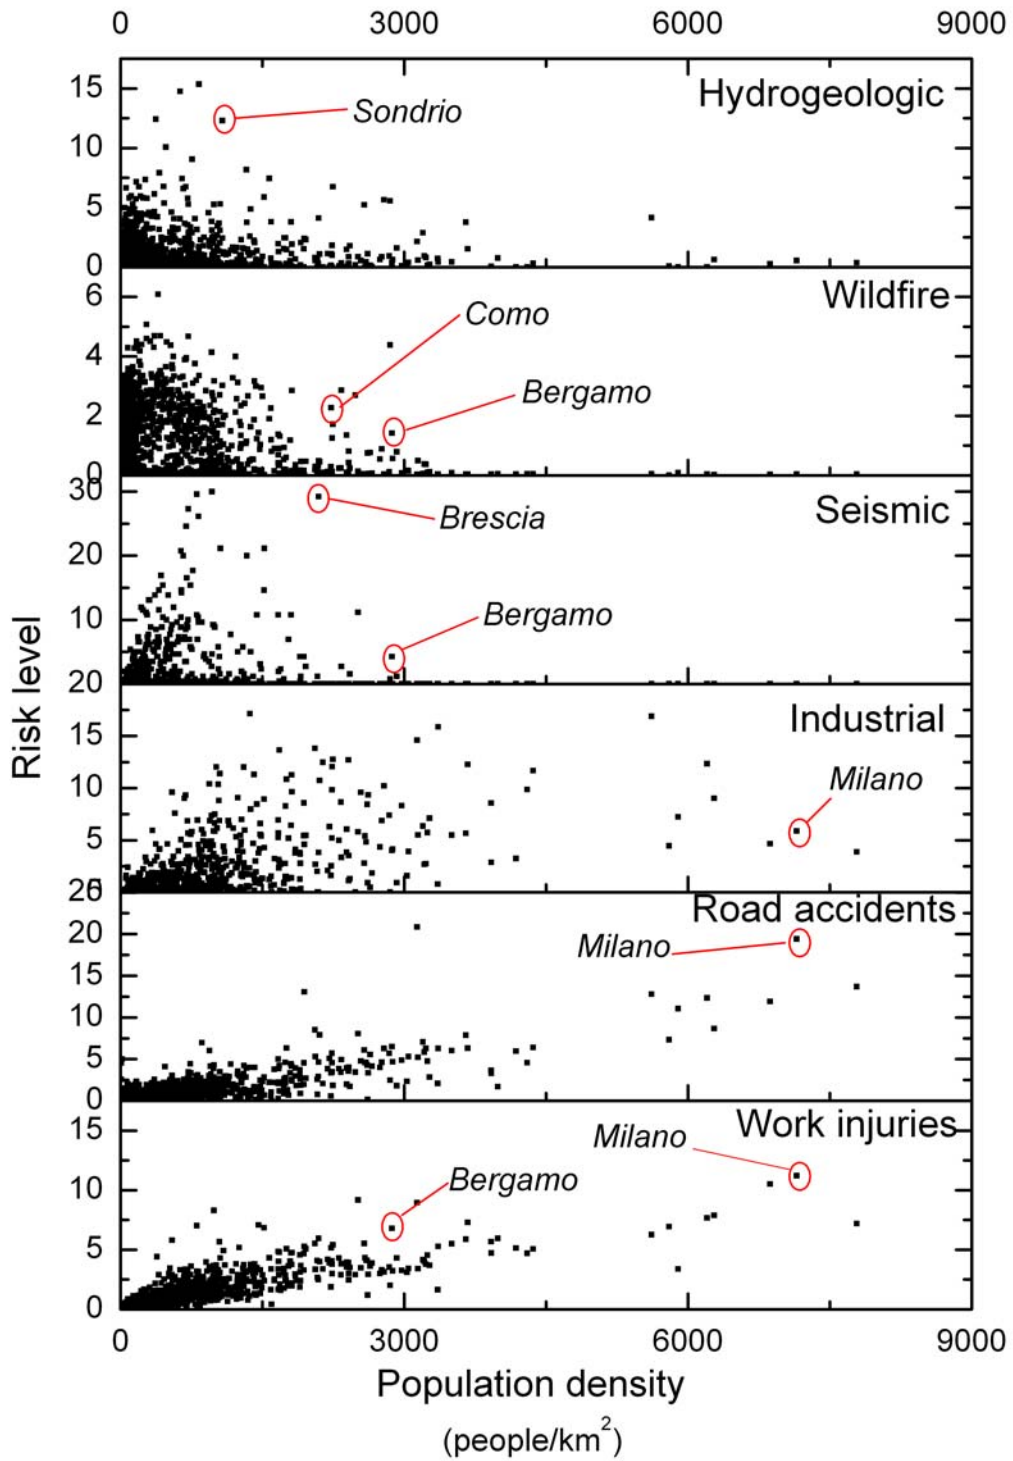 0 3000 6000 9000
15 Hydrogeologic
Sondrio
10
5
0
6 Wildfire
Como
4
Bergamo
2
0
30 Seismic
Brescia
20
10 Bergamo
20
Industrial
15
Milano
10
5
20
Road accidents
20 Milano
15
10
5
0
Work injuries
15 Milano
Bergamo
10
5
0
Risk level
0 3000 6000 9000
Population density
(people/km²)